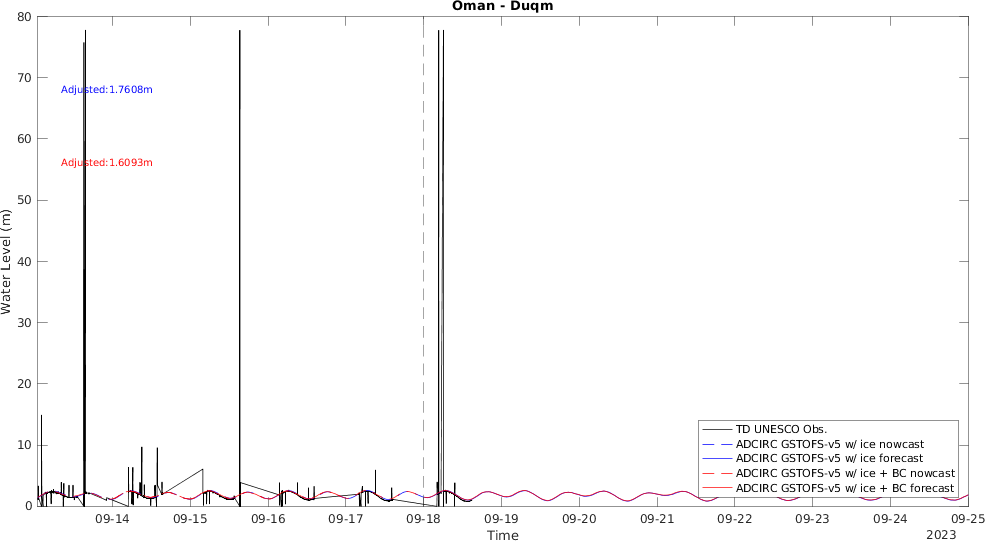 Oman - Duqm
80
70
60
50
40
30
20
10
0
Water Level (m)
Adjusted:1.7608m
Adjusted:1.6093m
TD UNESCO Obs.
ADCIRC GSTOFS-v5 w/ ice nowcast
ADCIRC GSTOFS-v5 w/ ice forecast
ADCIRC GSTOFS-v5 w/ ice + BC nowcast
ADCIRC GSTOFS-v5 w/ ice + BC forecast
09-14 09-15 09-16 09-17 09-18 09-19 09-20 09-21 09-22 09-23 09-24 09-25
Time
2023